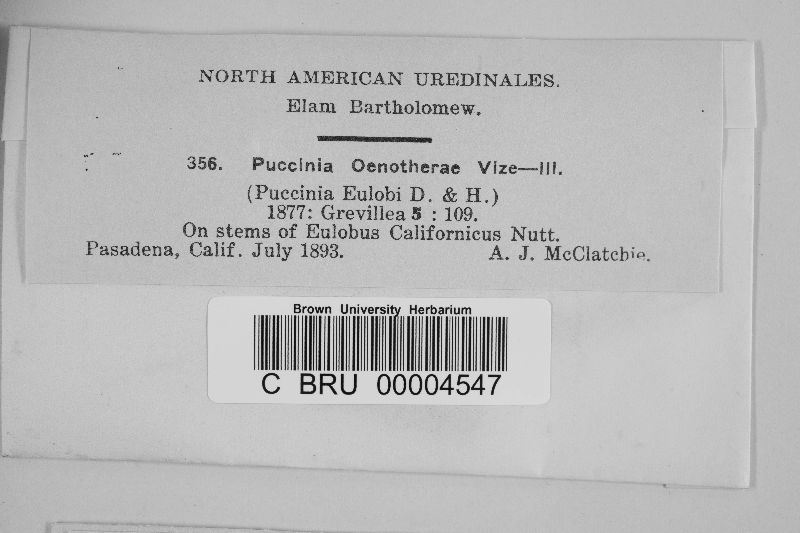 NORTH AMERICAN UREDINALES.
Elam Bartholomew.
356. Puccinia Oenotherae Vize—III.
(Puccinia Eulobi D. & H.)
1877: Grevillea 5 : 109.
On stems of Eulobus Californicus Nutt.
Pasadena, Calif. July 1893. A. J. McClatchie.
Brown University Herbarium
C BRU 00004547